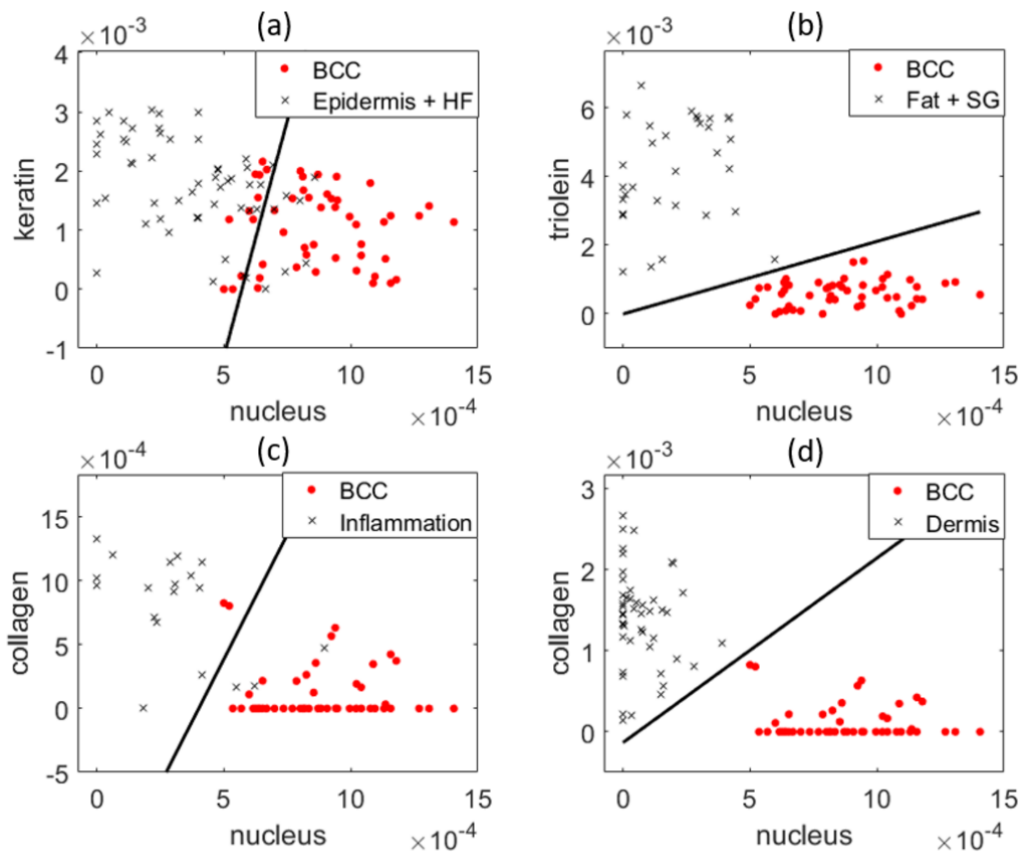 (a)
×10⁻³
4
3
2
1
0
-1
keratin
BCC
Epidermis + HF
0 5 10 15
nucleus
×10⁻⁴
(b)
×10⁻³
6
4
2
0
-1
triolein
BCC
Fat + SG
0 5 10 15
nucleus
×10⁻⁴
(c)
×10⁻⁴
15
10
5
0
-5
collagen
BCC
Inflammation
0 5 10 15
nucleus
×10⁻⁴
(d)
×10⁻³
3
2
1
0
collagen
BCC
Dermis
0 5 10 15
nucleus
×10⁻⁴